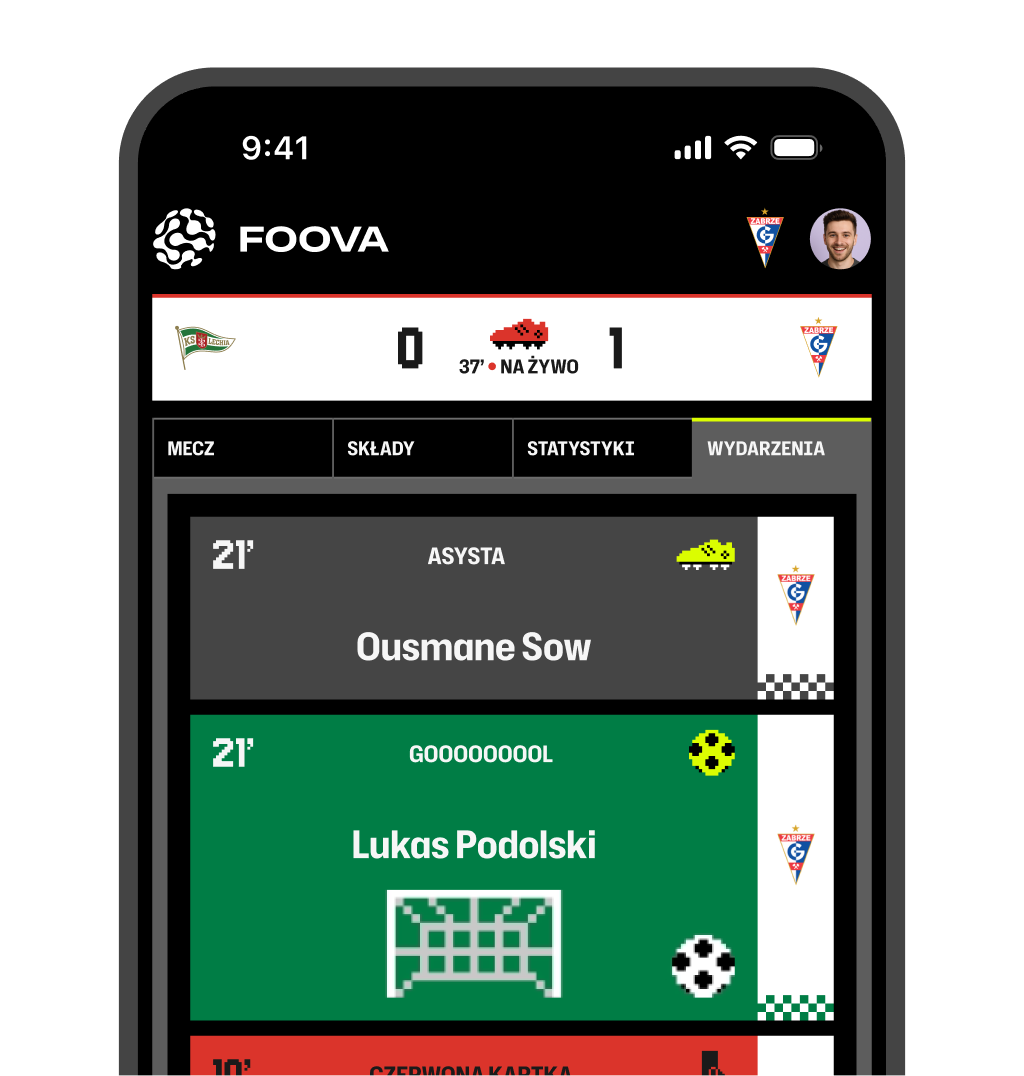 9:41
FOOVA
ZABRZE
KS LECHIA
0
1
ZABRZE
37’ • NA ŻYWO
MECZ
SKŁADY
STATYSTYKI
WYDARZENIA
21’
ASYSTA
ZABRZE
Ousmane Sow
21’
GOOOOOOOOL
ZABRZE
Lukas Podolski
10’
CZERWONA KARTKA